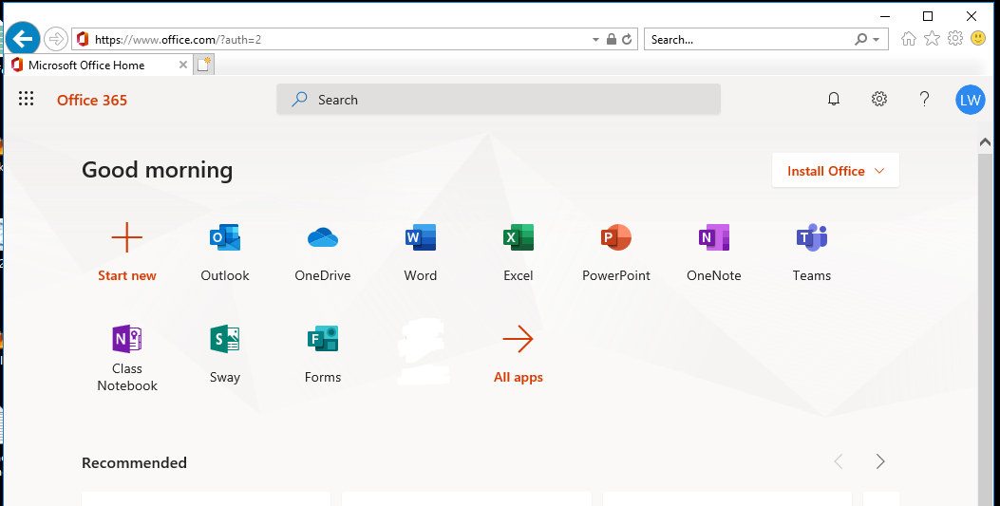 https://www.office.com/?auth=2
Search...
Microsoft Office Home
Office 365
Search
?
LW
Good morning
Install Office
Start new
O
Outlook
OneDrive
W
Word
X
Excel
P
PowerPoint
N
OneNote
T
Teams
N
Class
Notebook
S
Sway
F
Forms
All apps
Recommended